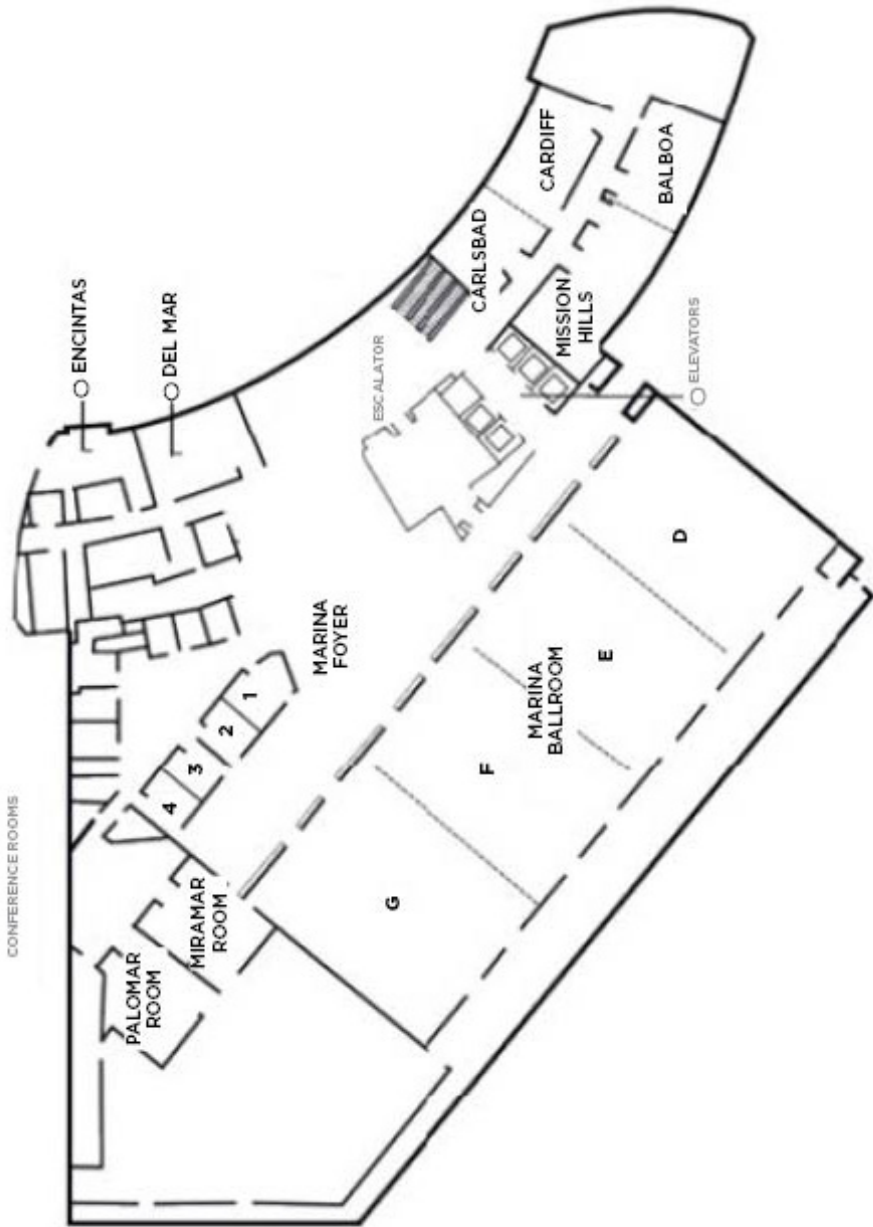 CONFERENCE ROOMS
PALOMAR
ROOM
MIRAMAR
ROOM
4
3
2
1
ENCINTAS
DEL MAR
MARINA
FOYER
ESCALATOR
CARLSBAD
CARDIFF
BALBOA
MISSION
HILLS
ELEVATORS
G
F
MARINA
BALLROOM
E
D